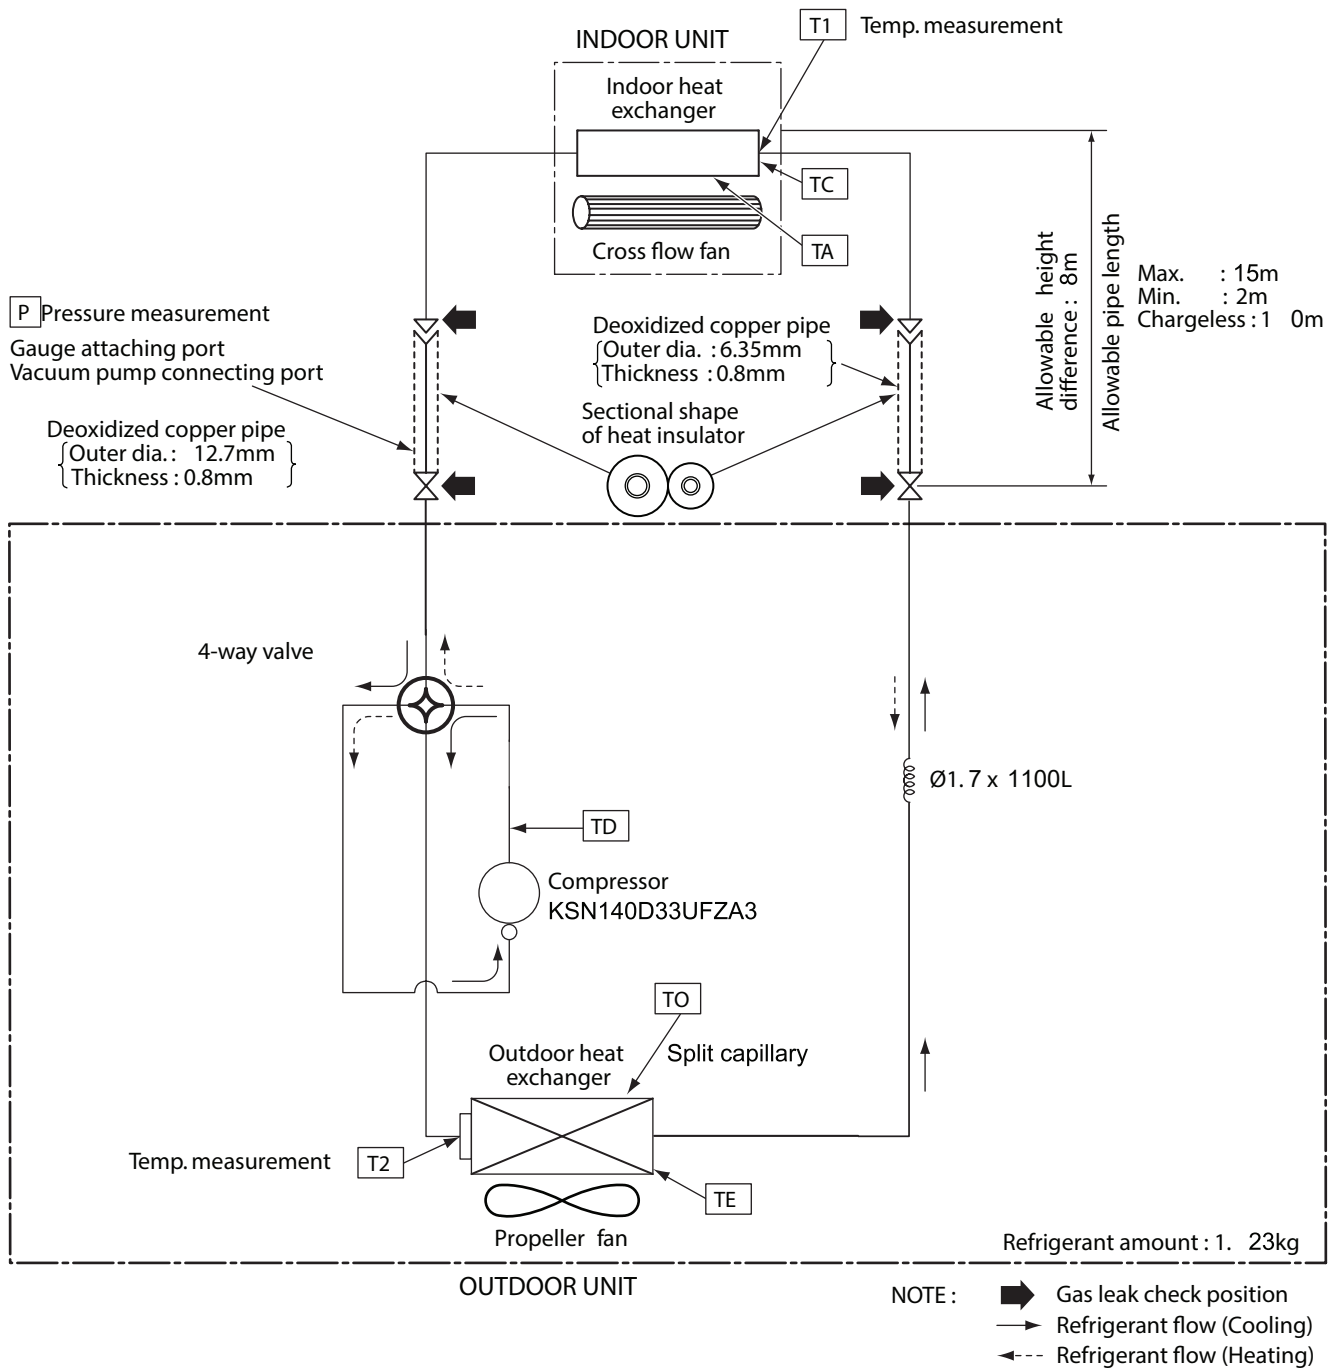 T1 Temp. measurement
INDOOR UNIT
Indoor heat
exchanger
TC
TA
Cross flow fan
Allowable height
difference : 8m
Allowable pipe length
Max. : 15m
Min. : 2m
Chargeless : 1 0m
P Pressure measurement
Gauge attaching port
Vacuum pump connecting port
Deoxidized copper pipe
Outer dia. : 6.35mm
Thickness : 0.8mm
Sectional shape
of heat insulator
Deoxidized copper pipe
Outer dia. : 12.7mm
Thickness : 0.8mm
4-way valve
Ø1. 7 x 1100L
TD
Compressor
KSN140D33UFZA3
TO
Outdoor heat
exchanger
Split capillary
Temp. measurement T2
TE
Propeller fan
Refrigerant amount : 1. 23kg
OUTDOOR UNIT
NOTE : Gas leak check position
Refrigerant flow (Cooling)
Refrigerant flow (Heating)